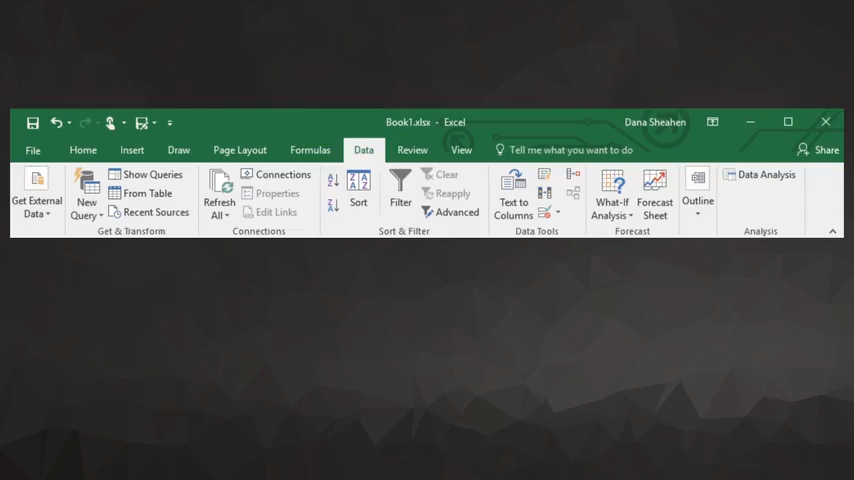 Book1.xlsx - Excel
Dana Sheahen
File Home Insert Draw Page Layout Formulas Data Review View Tell me what you want to do Share
Get External Data
New Query
Show Queries
From Table
Recent Sources
Get & Transform
Refresh All
Connections
Properties
Edit Links
Connections
A Z
Z A
Z A A Z
Sort
Filter
Clear
Reapply
Advanced
Sort & Filter
Text to Columns
Data Tools
What-If Analysis
Forecast Sheet
Forecast
Outline
Data Analysis
Analysis